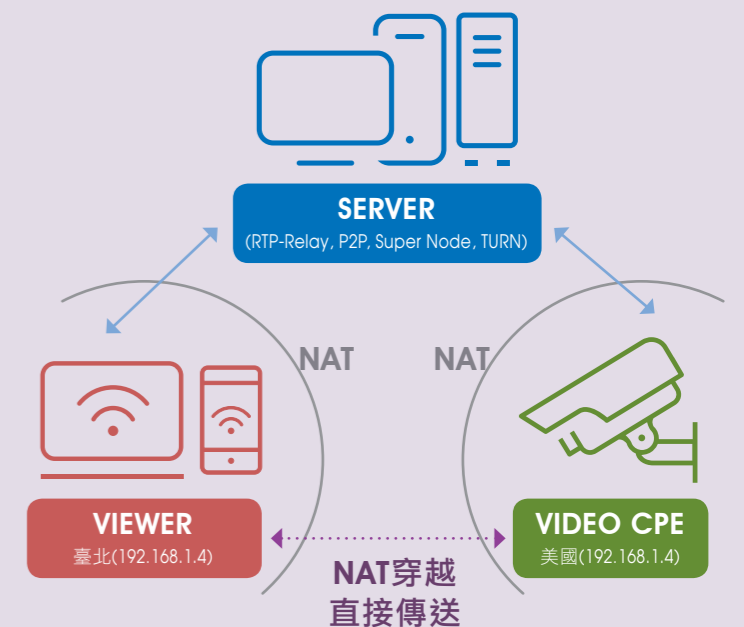 SERVER
(RTP-Relay, P2P, Super Node, TURN)
NAT
NAT
VIEWER
臺北(192.168.1.4)
VIDEO CPE
美國(192.168.1.4)
NAT穿越
直接傳送